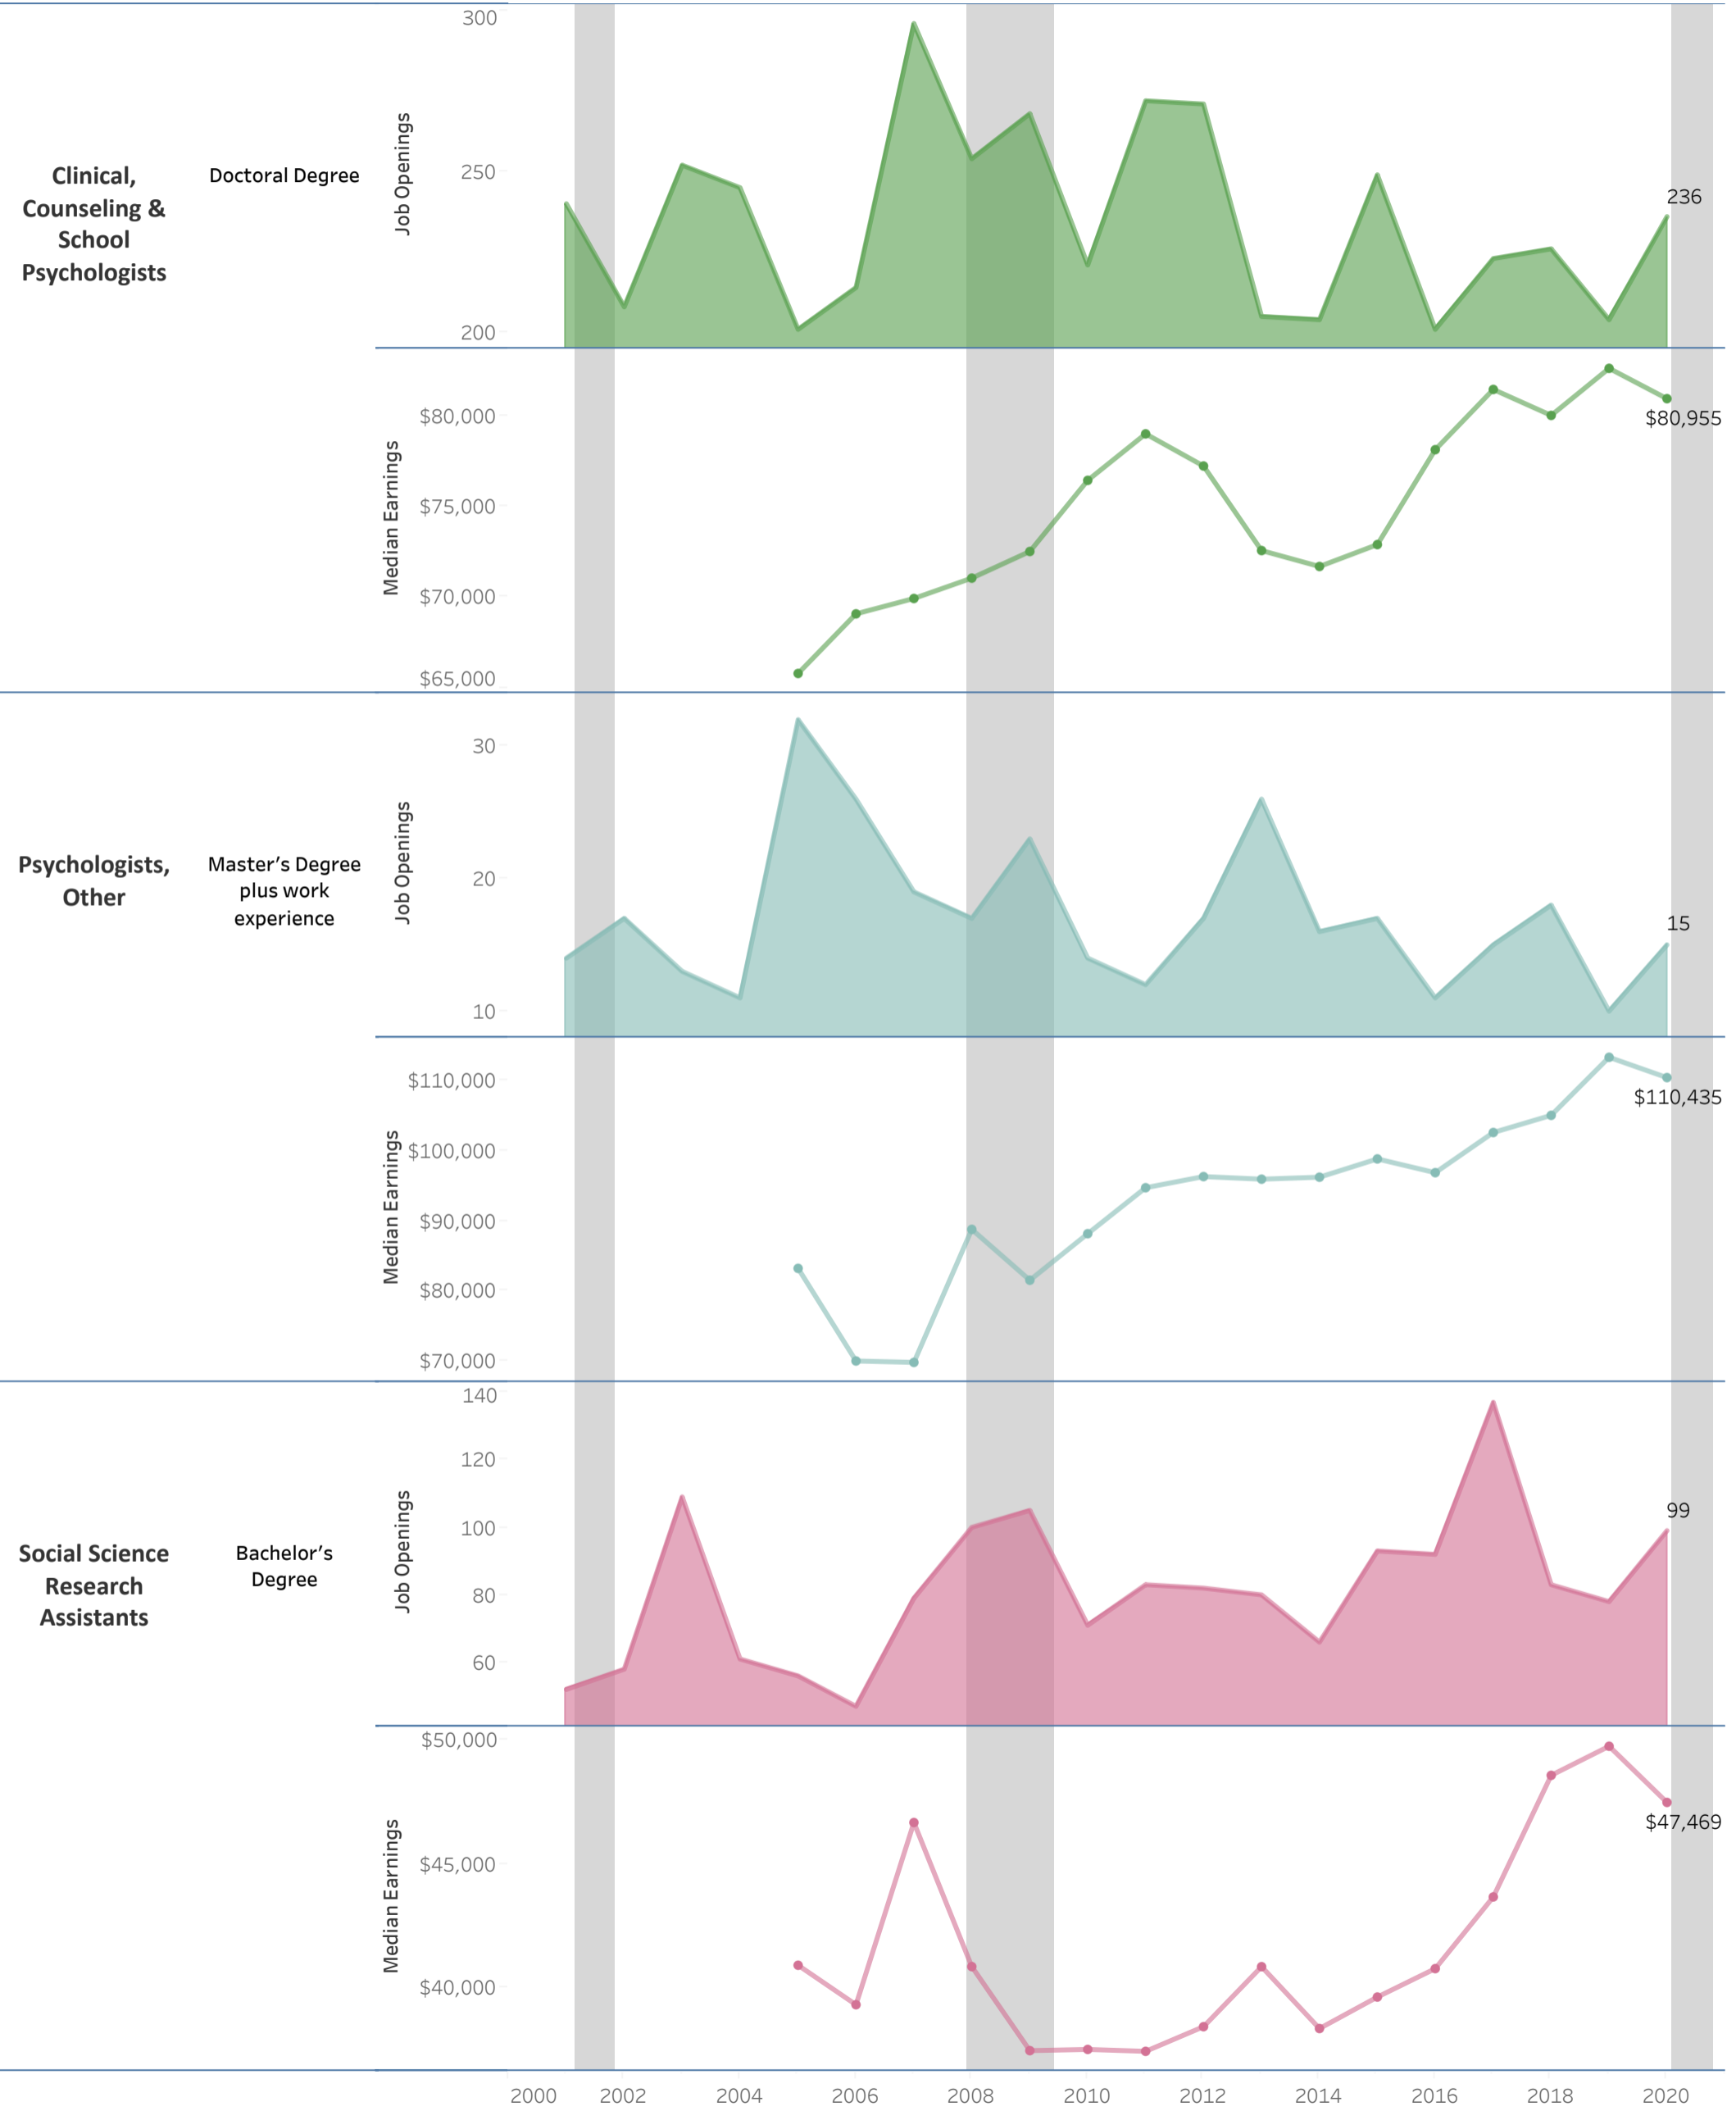 300
250
200
Job Openings
Clinical,
Counseling &
School
Psychologists
Doctoral Degree
236
$80,000
$75,000
$70,000
$65,000
Median Earnings
$80,955
30
20
10
Job Openings
Psychologists,
Other
Master's Degree
plus work
experience
15
$110,000
$100,000
$90,000
$80,000
$70,000
Median Earnings
$110,435
140
120
100
80
60
Job Openings
Social Science
Research
Assistants
Bachelor's
Degree
99
$50,000
$45,000
$40,000
Median Earnings
$47,469
2000 2002 2004 2006 2008 2010 2012 2014 2016 2018 2020